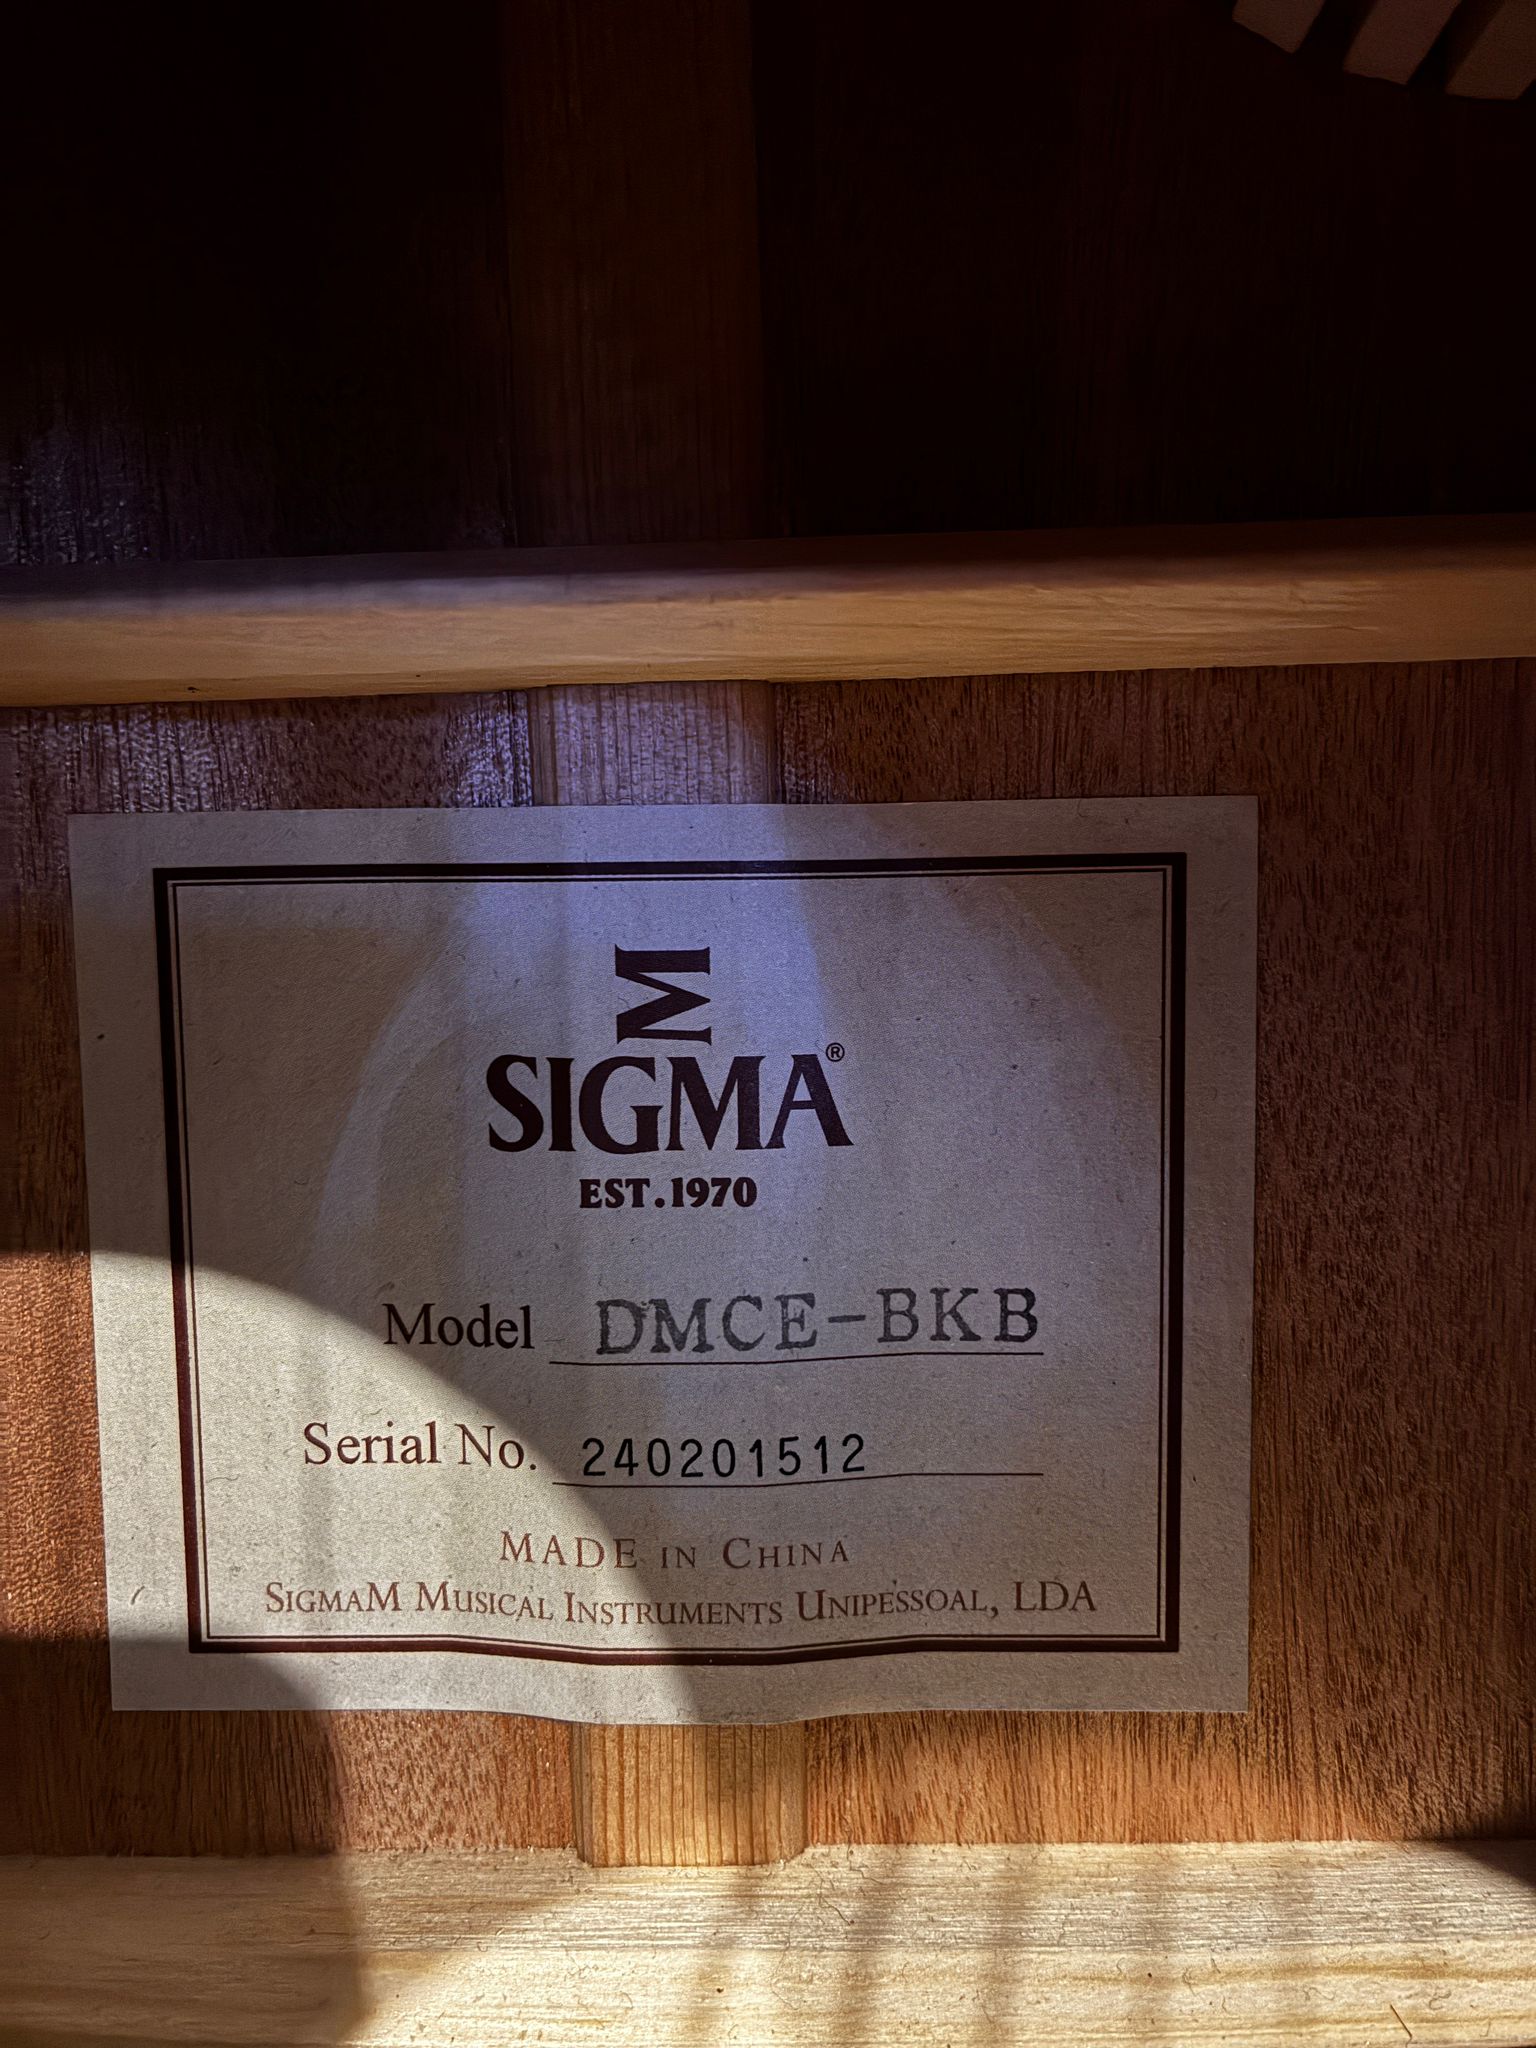 M
SIGMA®
EST.1970
Model DMCE-BKB
Serial No. 240201512
MADE IN CHINA
SIGMAM MUSICAL INSTRUMENTS UNIPESSOAL, LDA